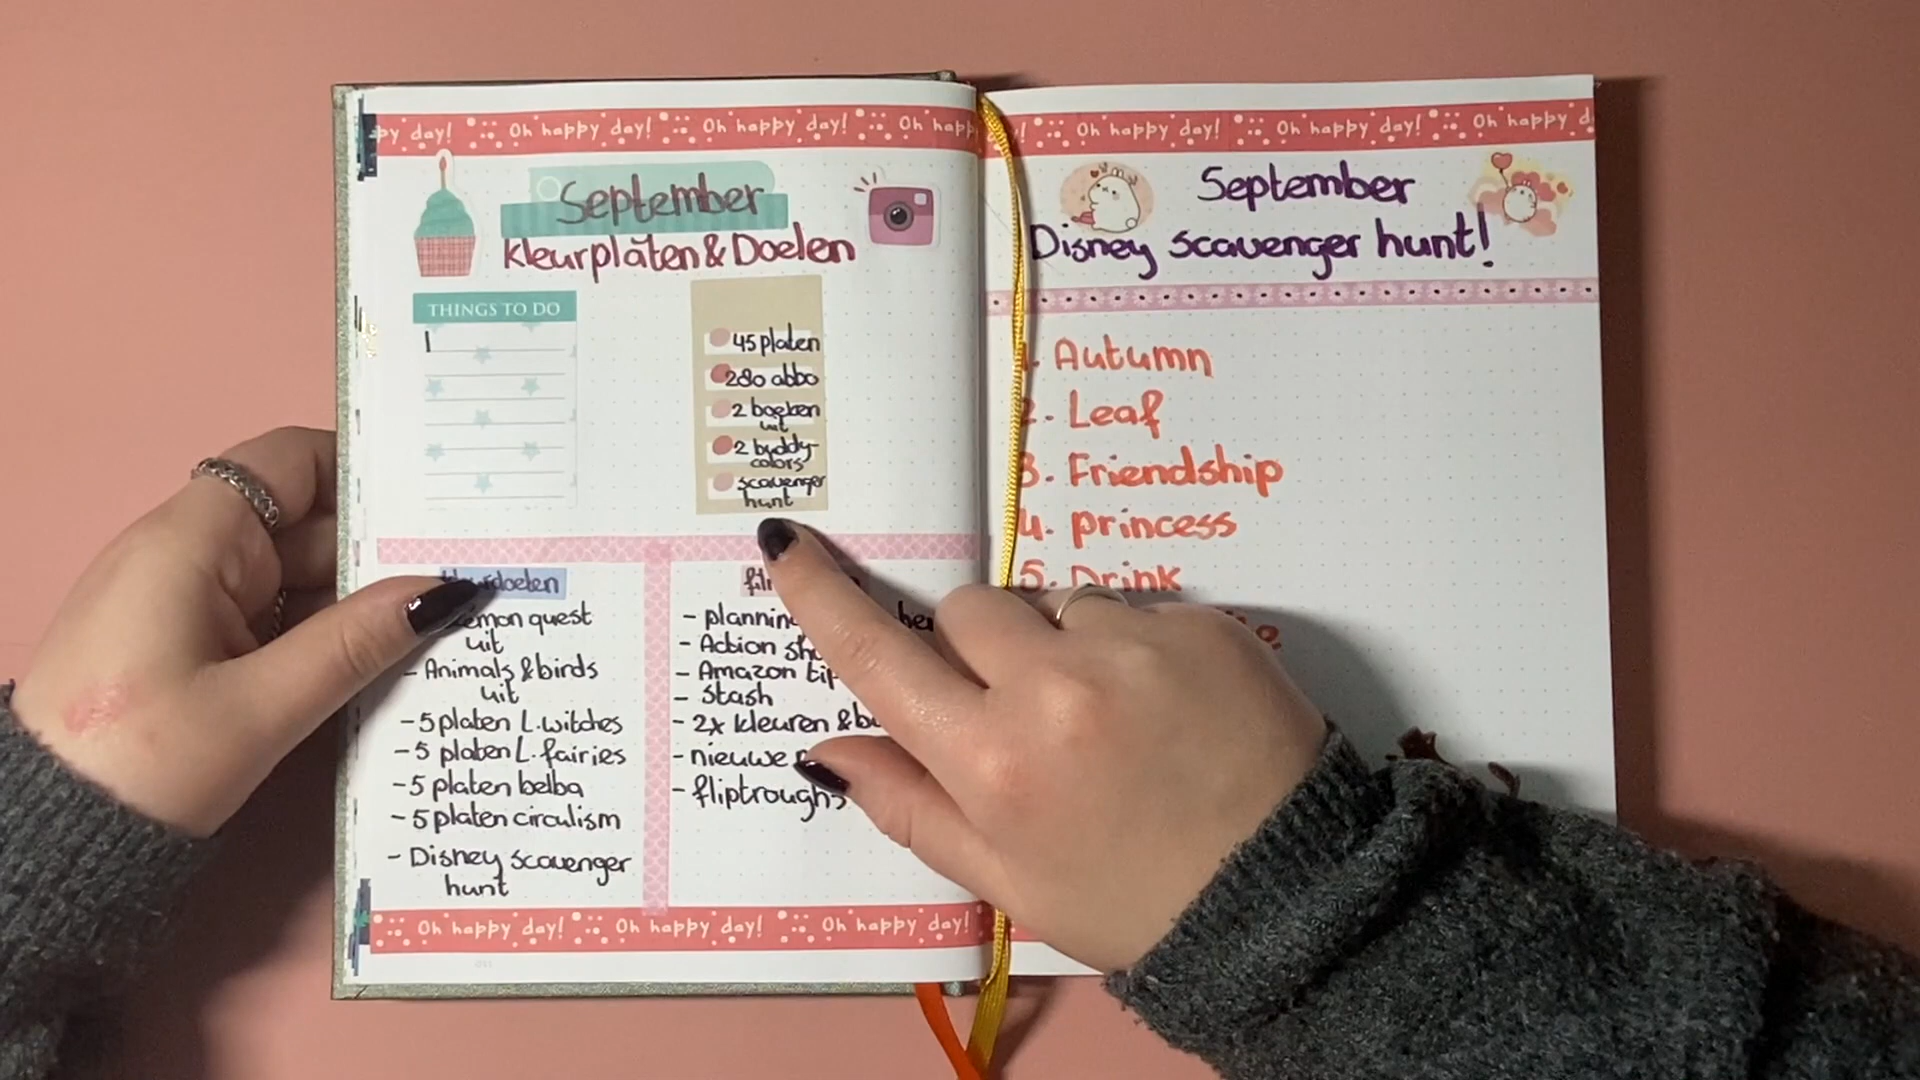 py day! Oh happy day! Oh happy day! Oh happ
Oh happy day! Oh happy day! Oh happy d
September
Kleurplaten & Doelen
THINGS TO DO
45 platen
280 abbo
2 boeken
uit
2 buddy-
colors
scavenger
hunt
quest
uit
- Animals & birds
uit
- 5 platen L. witches
- 5 platen L. fairies
- 5 platen belba
- 5 platen circulism
- Disney scavenger
hunt
- Action
- Amazon
- Stash
- 2x kleuren &
- nieuwe
- fliptroughs
Oh happy day! Oh happy day! Oh happy day!
September
Disney scavenger hunt!
1. Autumn
2. Leaf
3. Friendship
4. princess
5. Drink